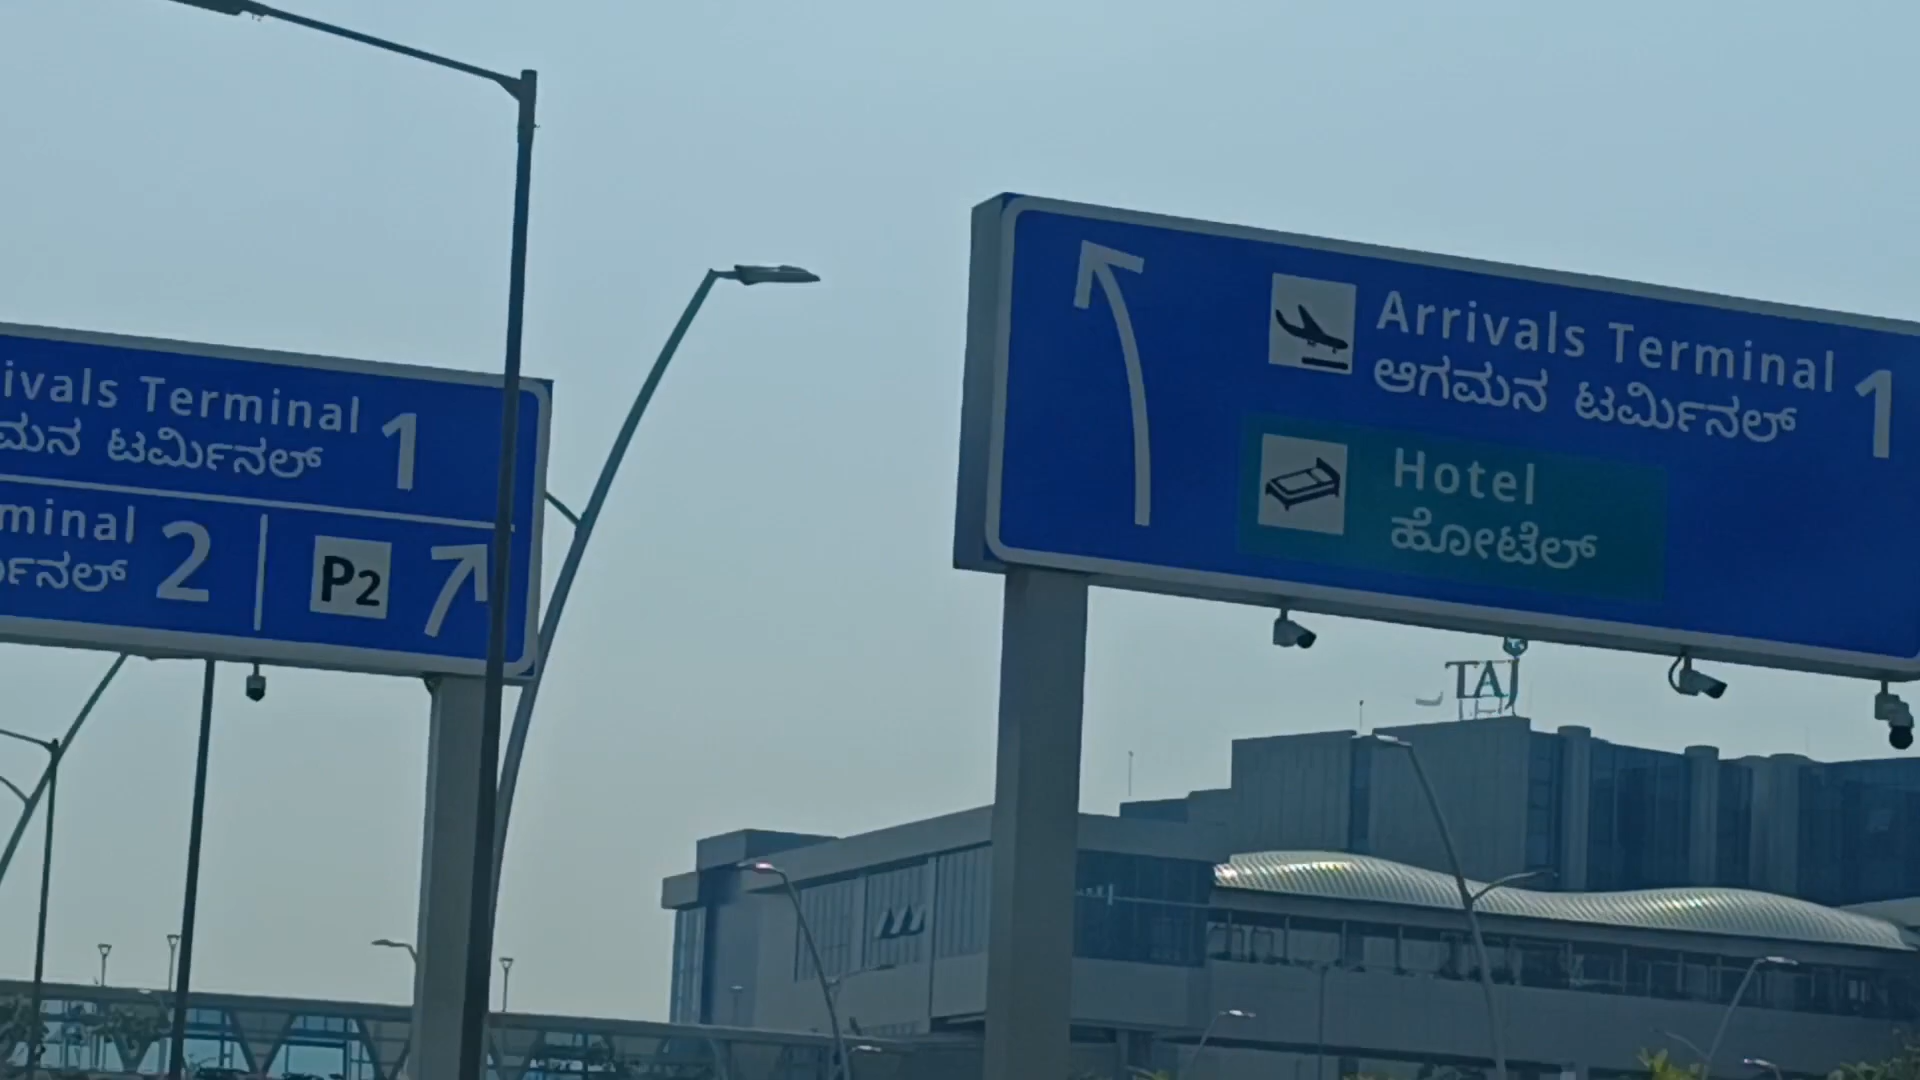 ivals Terminal 1
ಮನ ಟರ್ಮಿನಲ್
minal 2
ರ್ಮಿನಲ್
P2
Arrivals Terminal 1
ಆಗಮನ ಟರ್ಮಿನಲ್
Hotel
ಹೋಟೆಲ್
TAJ